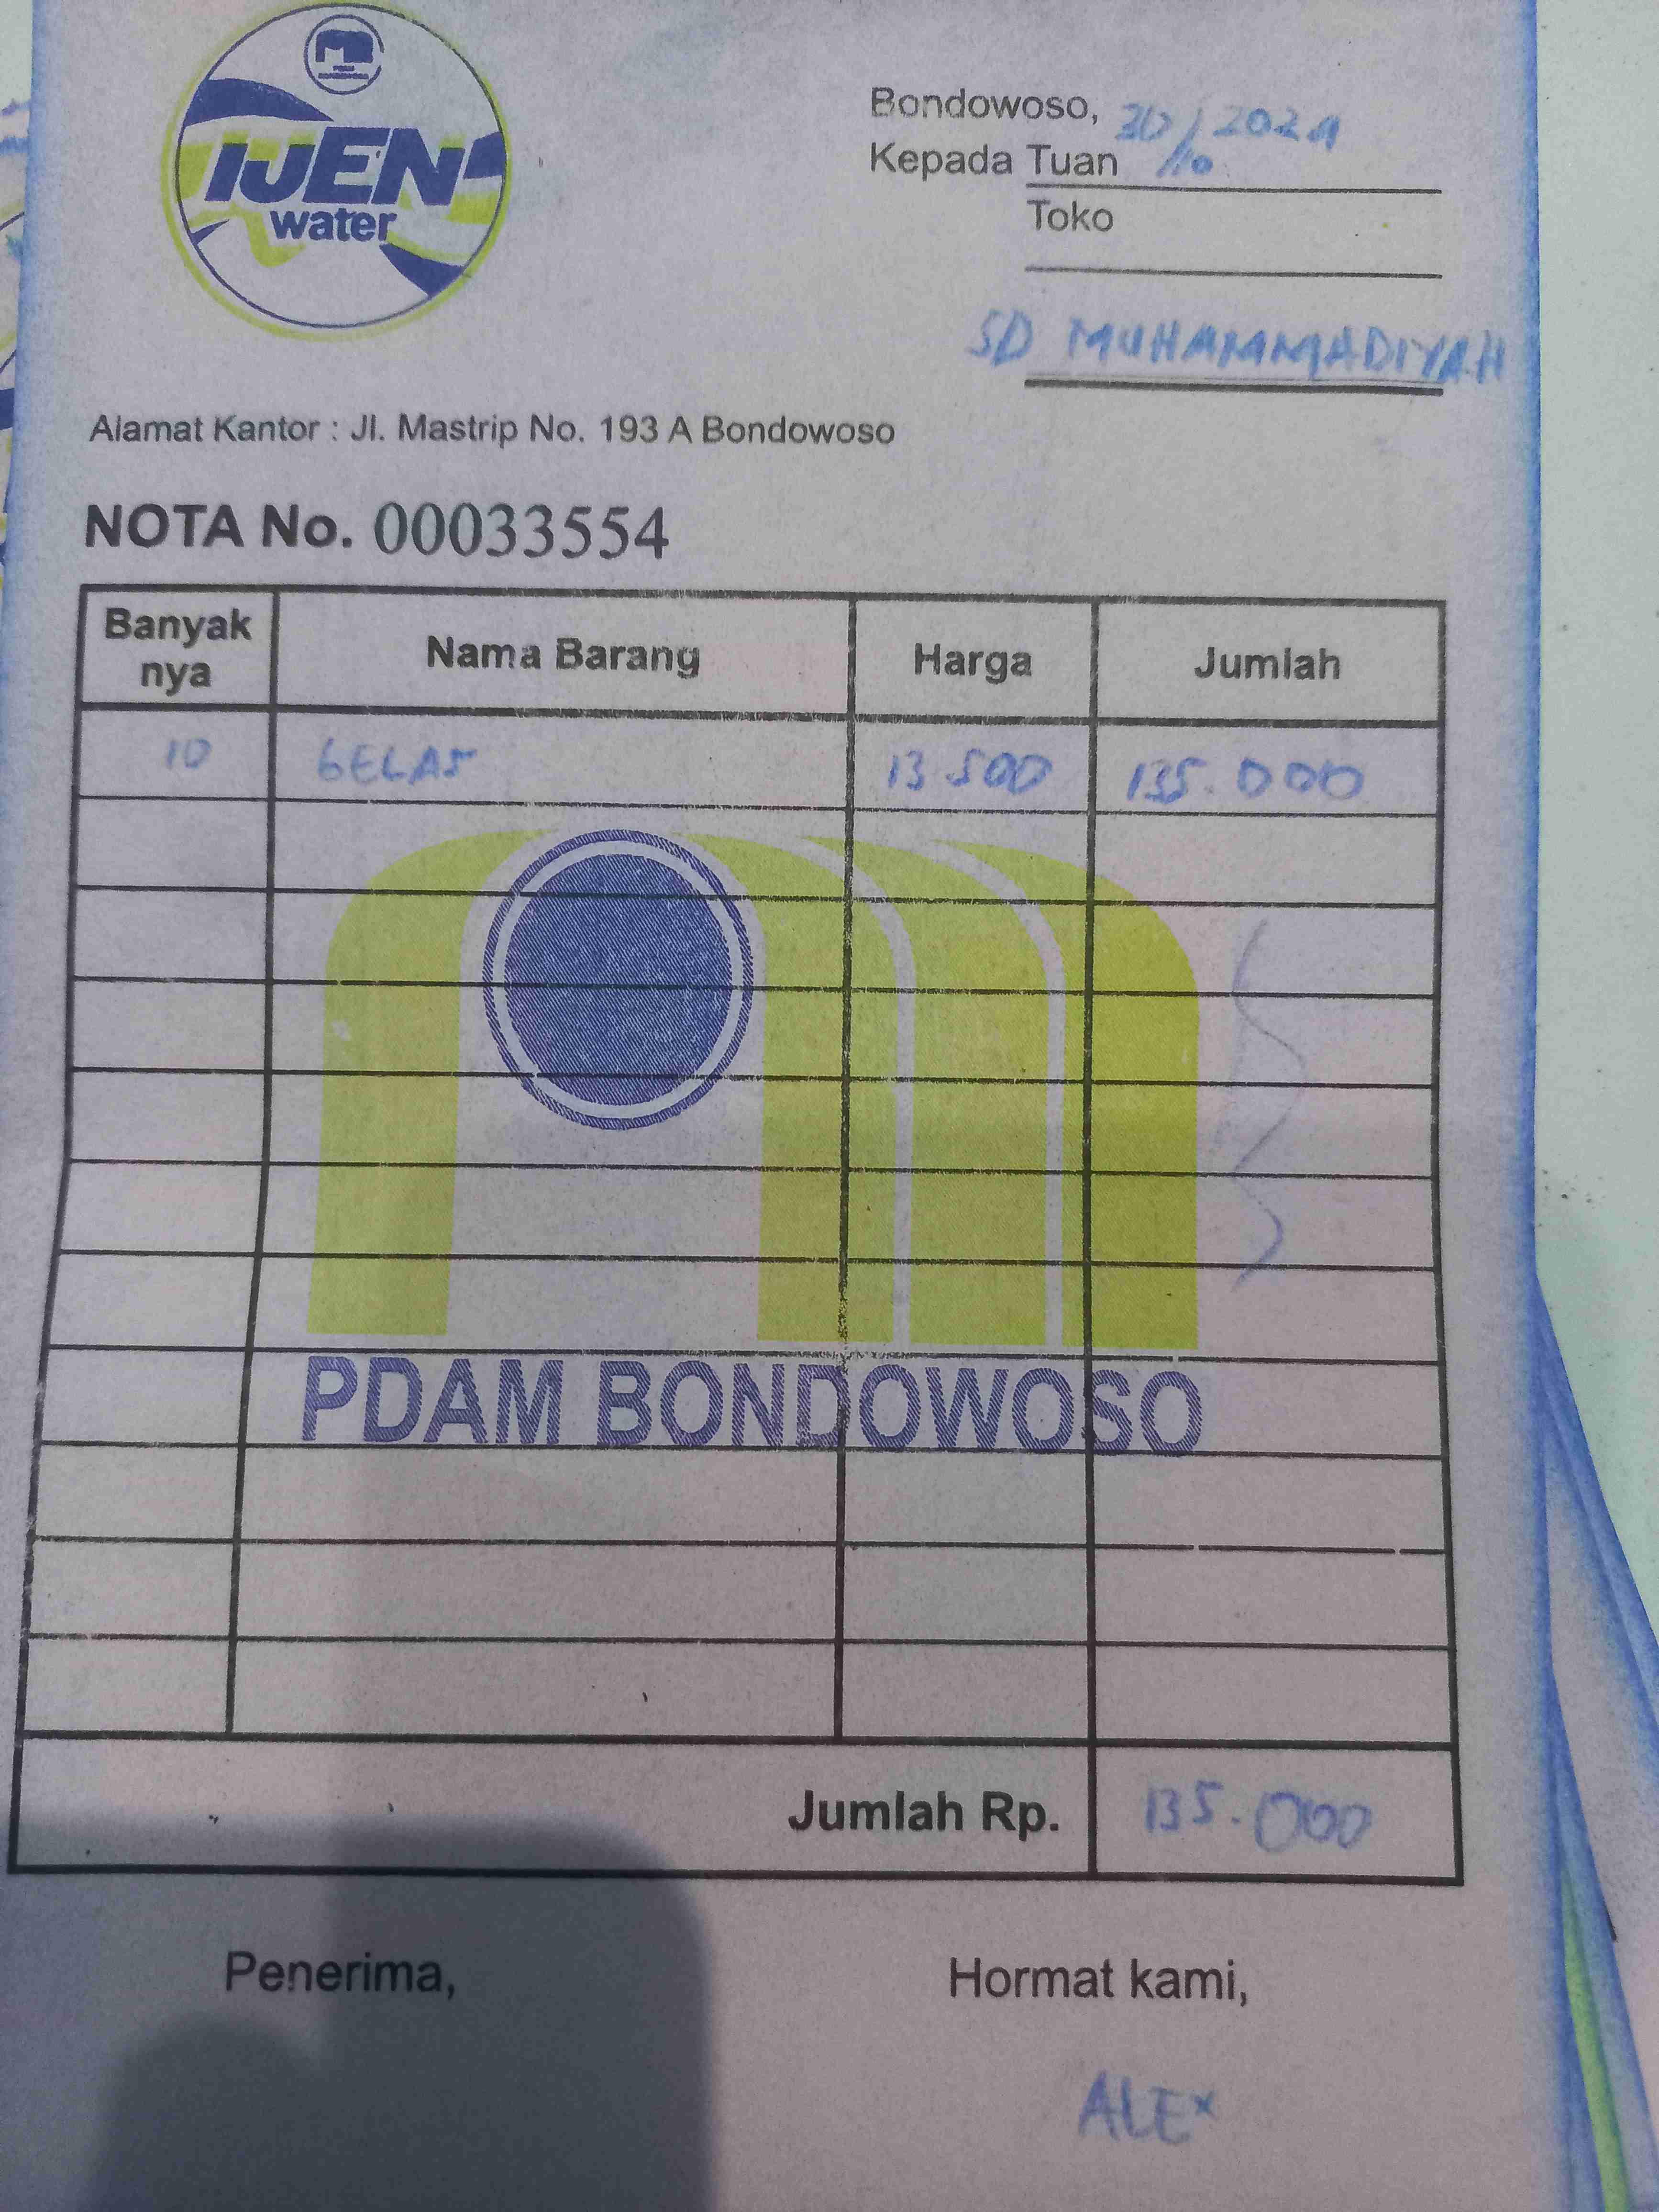 IJEN
water
Bondowoso, 30/10 2024
Kepada Tuan
Toko
SD MUHAMMADIYAH
Alamat Kantor : Jl. Mastrip No. 193 A Bondowoso
NOTA No. 00033554
Banyak nya Nama Barang Harga Jumlah
10 GELAS 13.500 135.000
PDAM BONDOWOSO
Jumlah Rp. 135.000
Penerima, Hormat kami,
ALEX